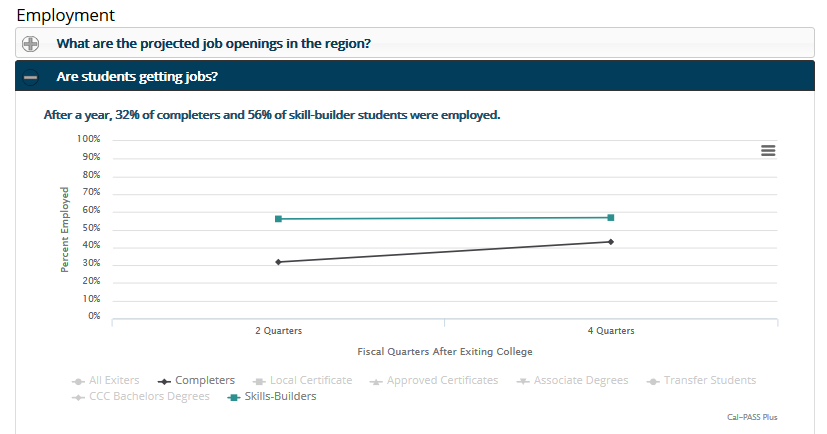 Employment
What are the projected job openings in the region?
Are students getting jobs?
After a year, 32% of completers and 56% of skill-builder students were employed.
100%
90%
80%
70%
60%
50%
40%
30%
20%
10%
0%
Percent Employed
2 Quarters 4 Quarters
Fiscal Quarters After Exiting College
All Exiters Completers Local Certificate Approved Certificates Associate Degrees Transfer Students
CCC Bachelors Degrees Skills-Builders
Cal-PASS Plus